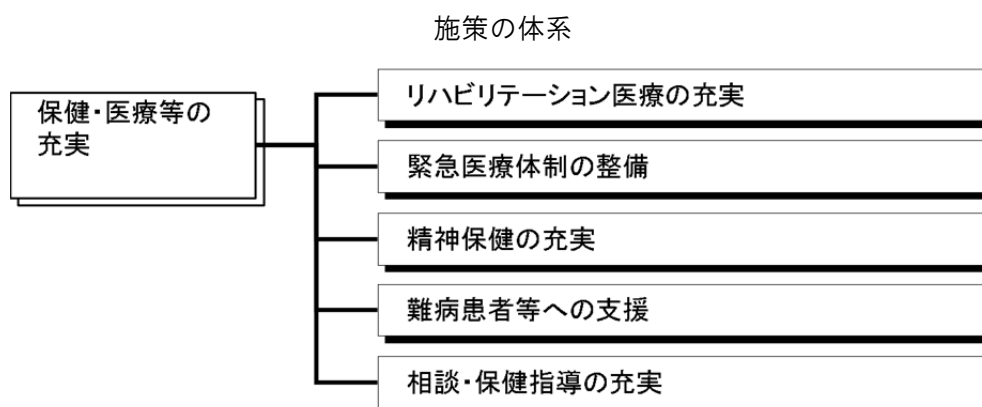 施策の体系
保健・医療等の
充実
リハビリテーション医療の充実
緊急医療体制の整備
精神保健の充実
難病患者等への支援
相談・保健指導の充実